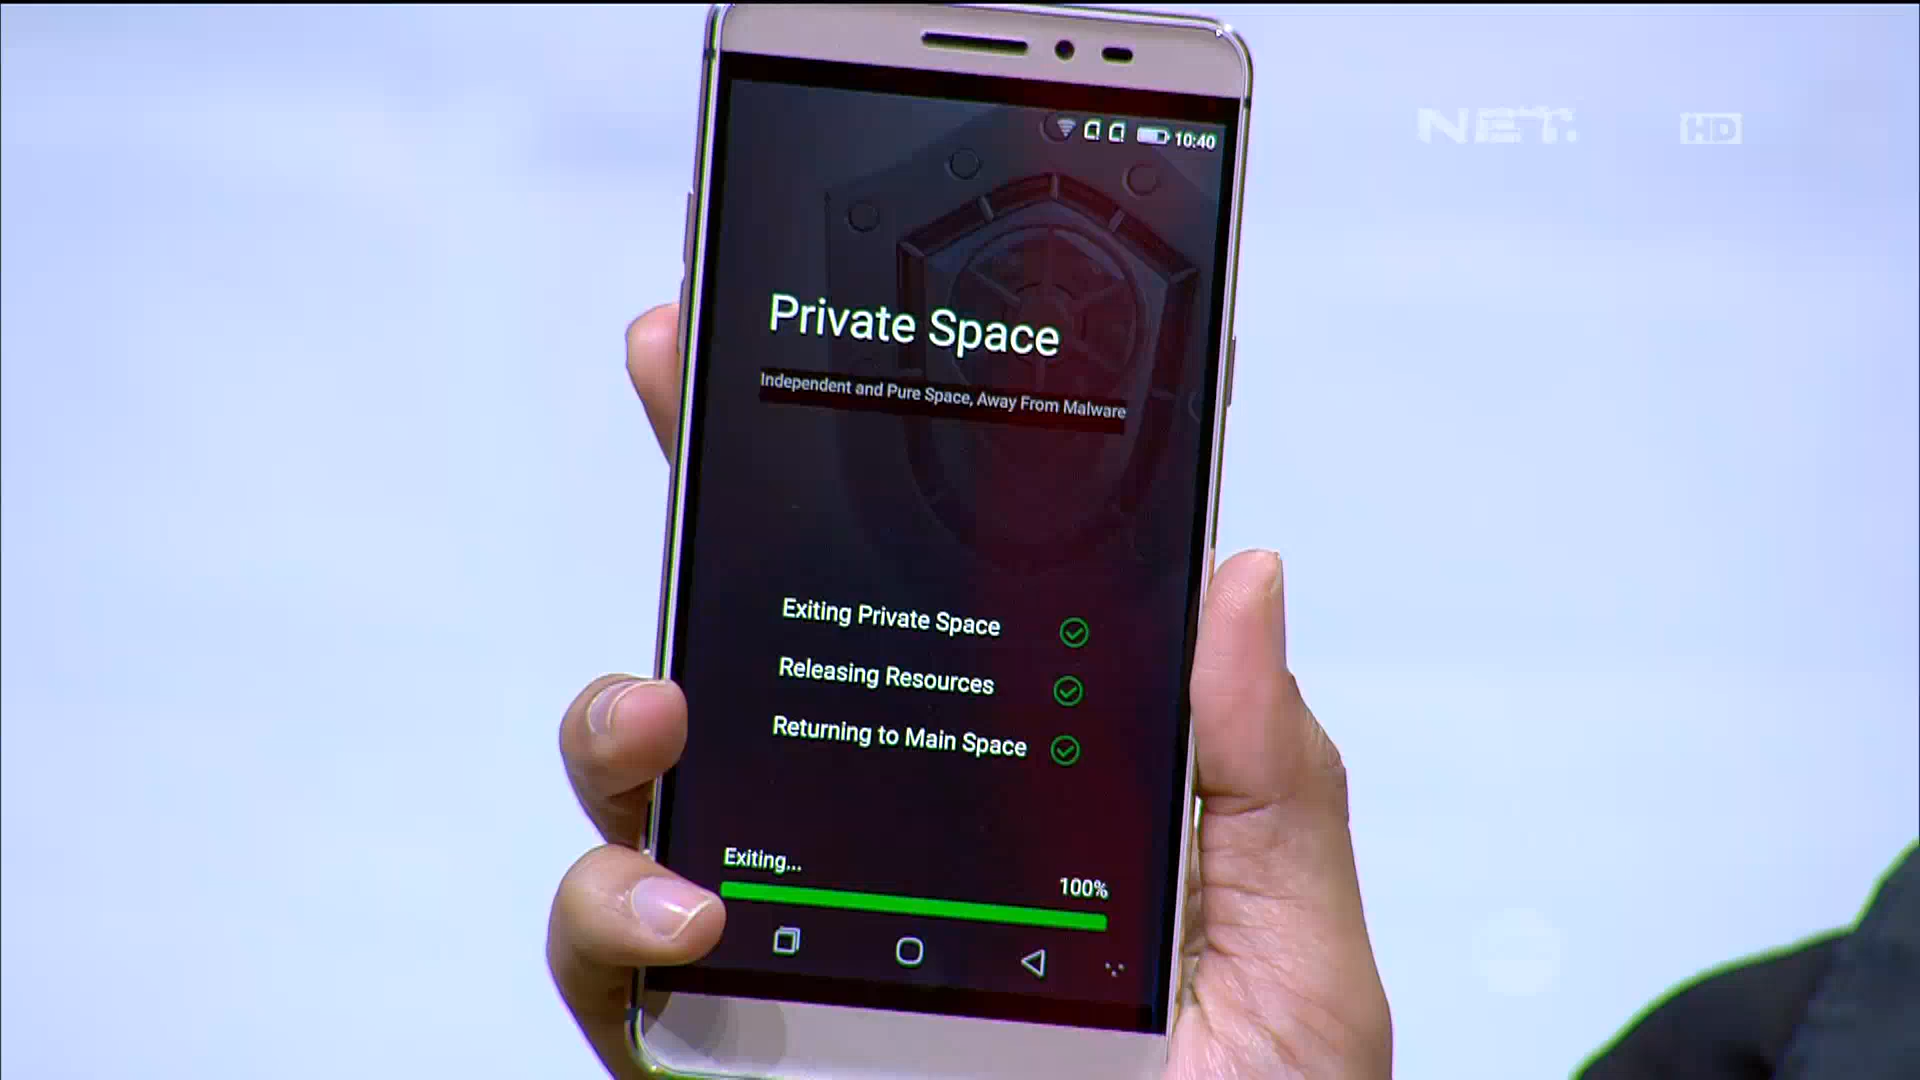 NET.
HD
10:40
Private Space
Independent and Pure Space, Away From Malware
Exiting Private Space
Releasing Resources
Returning to Main Space
Exiting...
100%